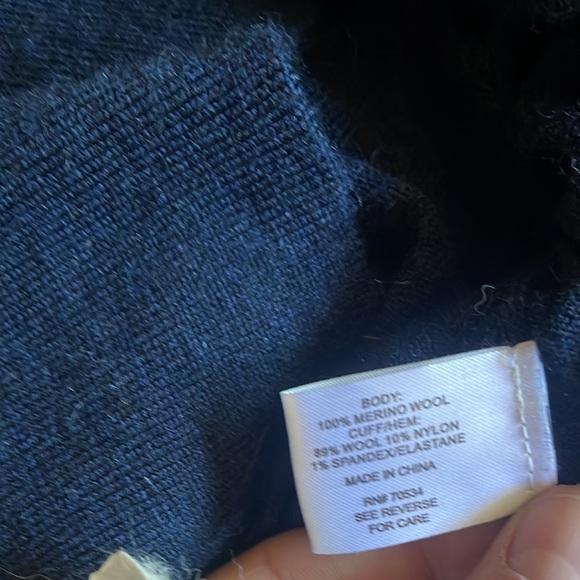 BODY:
100% MERINO WOOL
CUFF/HEM:
89% WOOL 10% NYLON
1% SPANDEX/ELASTANE
MADE IN CHINA
RN# 70534
SEE REVERSE
FOR CARE